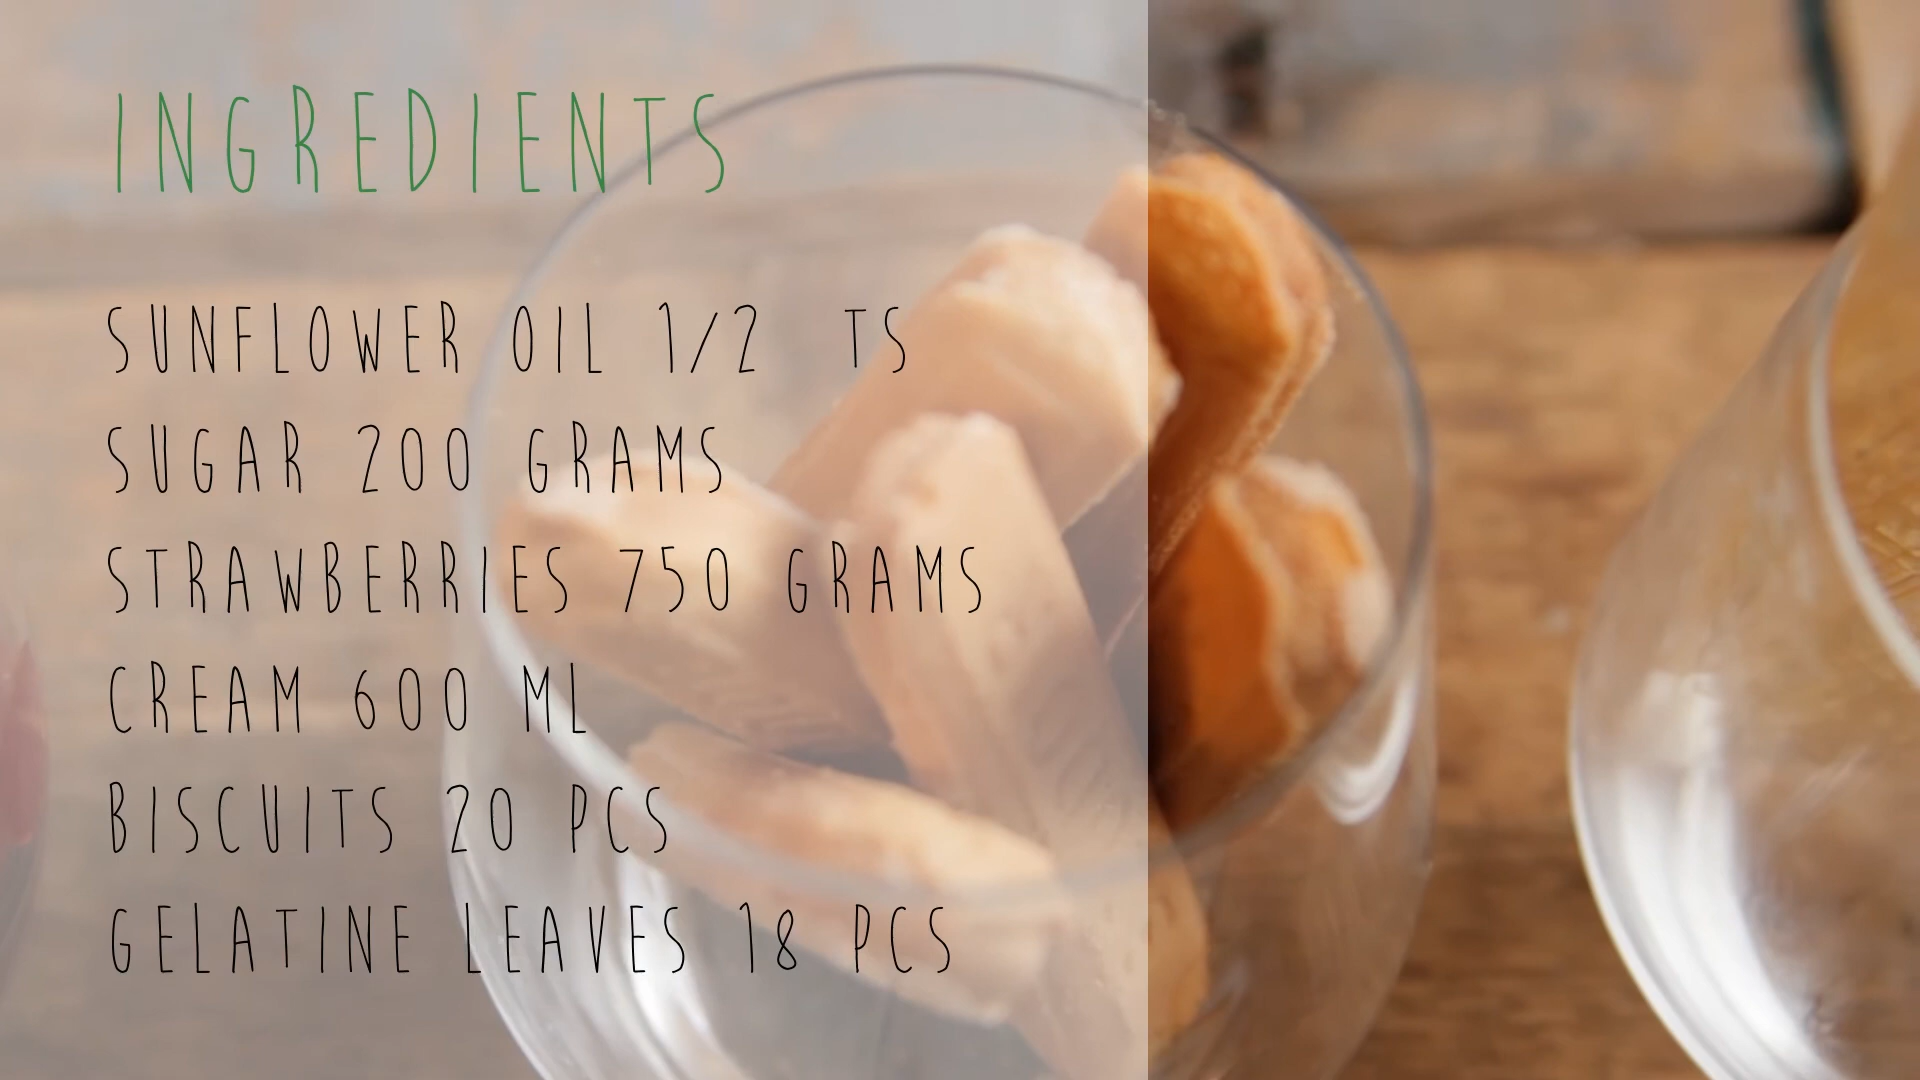 INGREDIENTS
SUNFLOWER OIL 1/2 TS
SUGAR 200 GRAMS
STRAWBERRIES 750 GRAMS
CREAM 600 ML
BISCUITS 20 PCS
GELATINE LEAVES 18 PCS